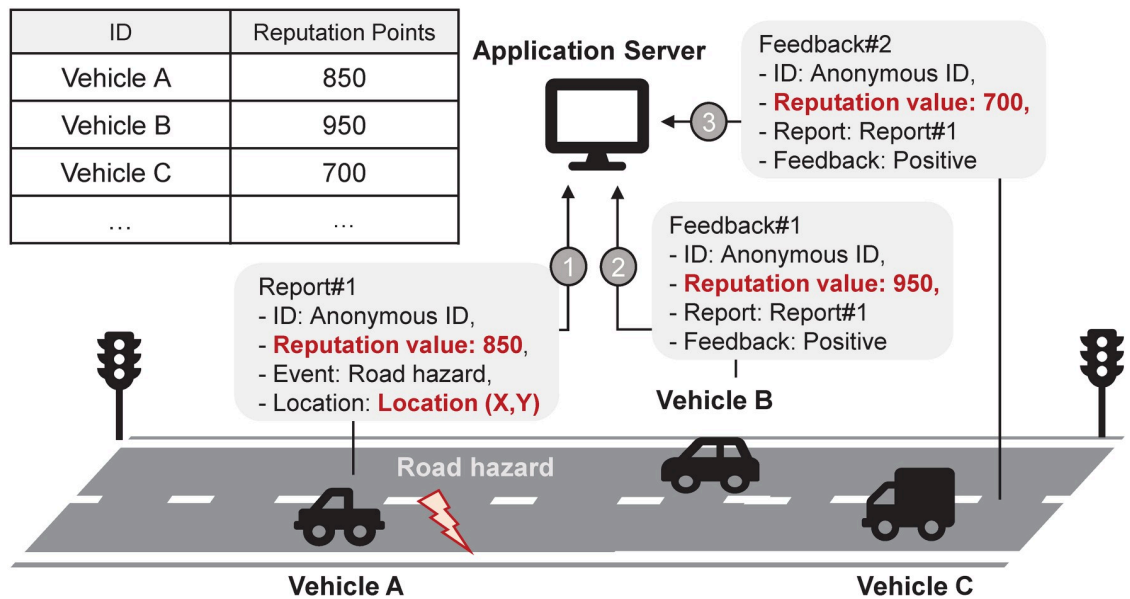 ID Reputation Points
Vehicle A 850
Vehicle B 950
Vehicle C 700
... ...
Application Server
Feedback#2
- ID: Anonymous ID,
- Reputation value: 700,
- Report: Report#1
- Feedback: Positive
3
Feedback#1
- ID: Anonymous ID,
- Reputation value: 950,
- Report: Report#1
- Feedback: Positive
1
2
Report#1
- ID: Anonymous ID,
- Reputation value: 850,
- Event: Road hazard,
- Location: Location (X,Y)
Vehicle B
Road hazard
Vehicle A
Vehicle C